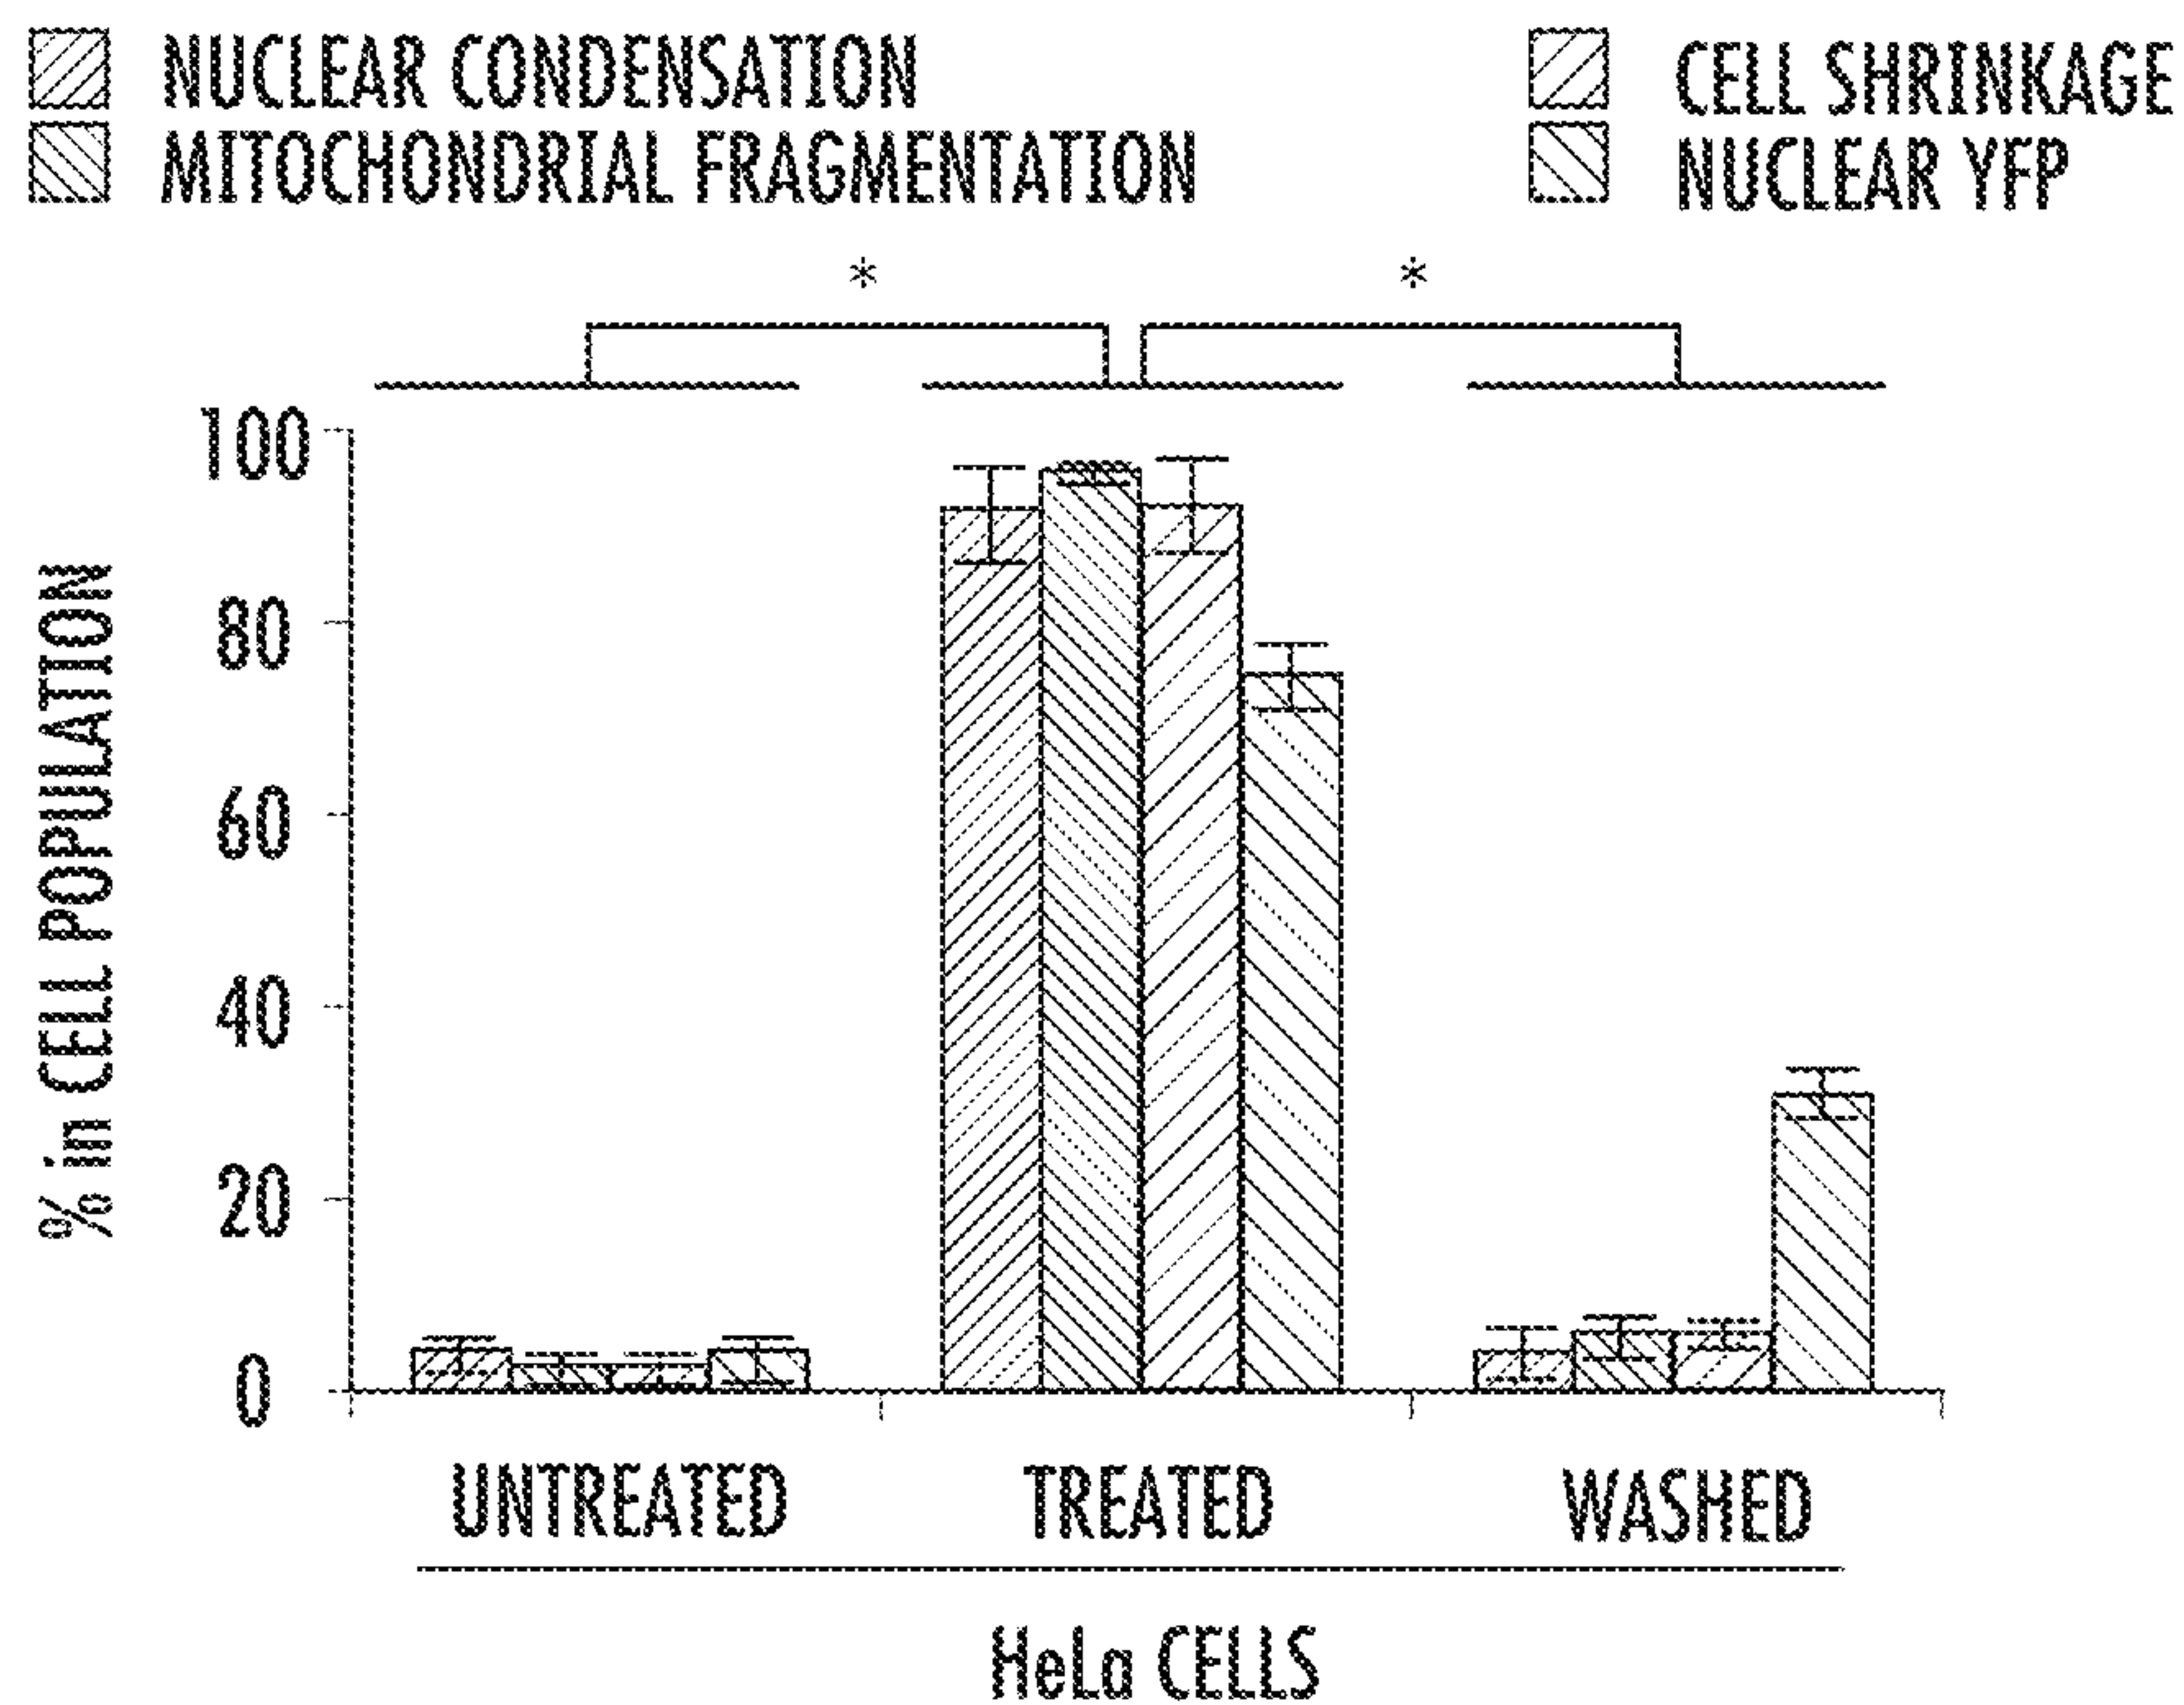 NUCLEAR CONDENSATION
MITOCHONDRIAL FRAGMENTATION
CELL SHRINKAGE
NUCLEAR YFP
* *
% in CELL POPULATION
100
80
60
40
20
0
UNTREATED TREATED WASHED
HeLa CELLS